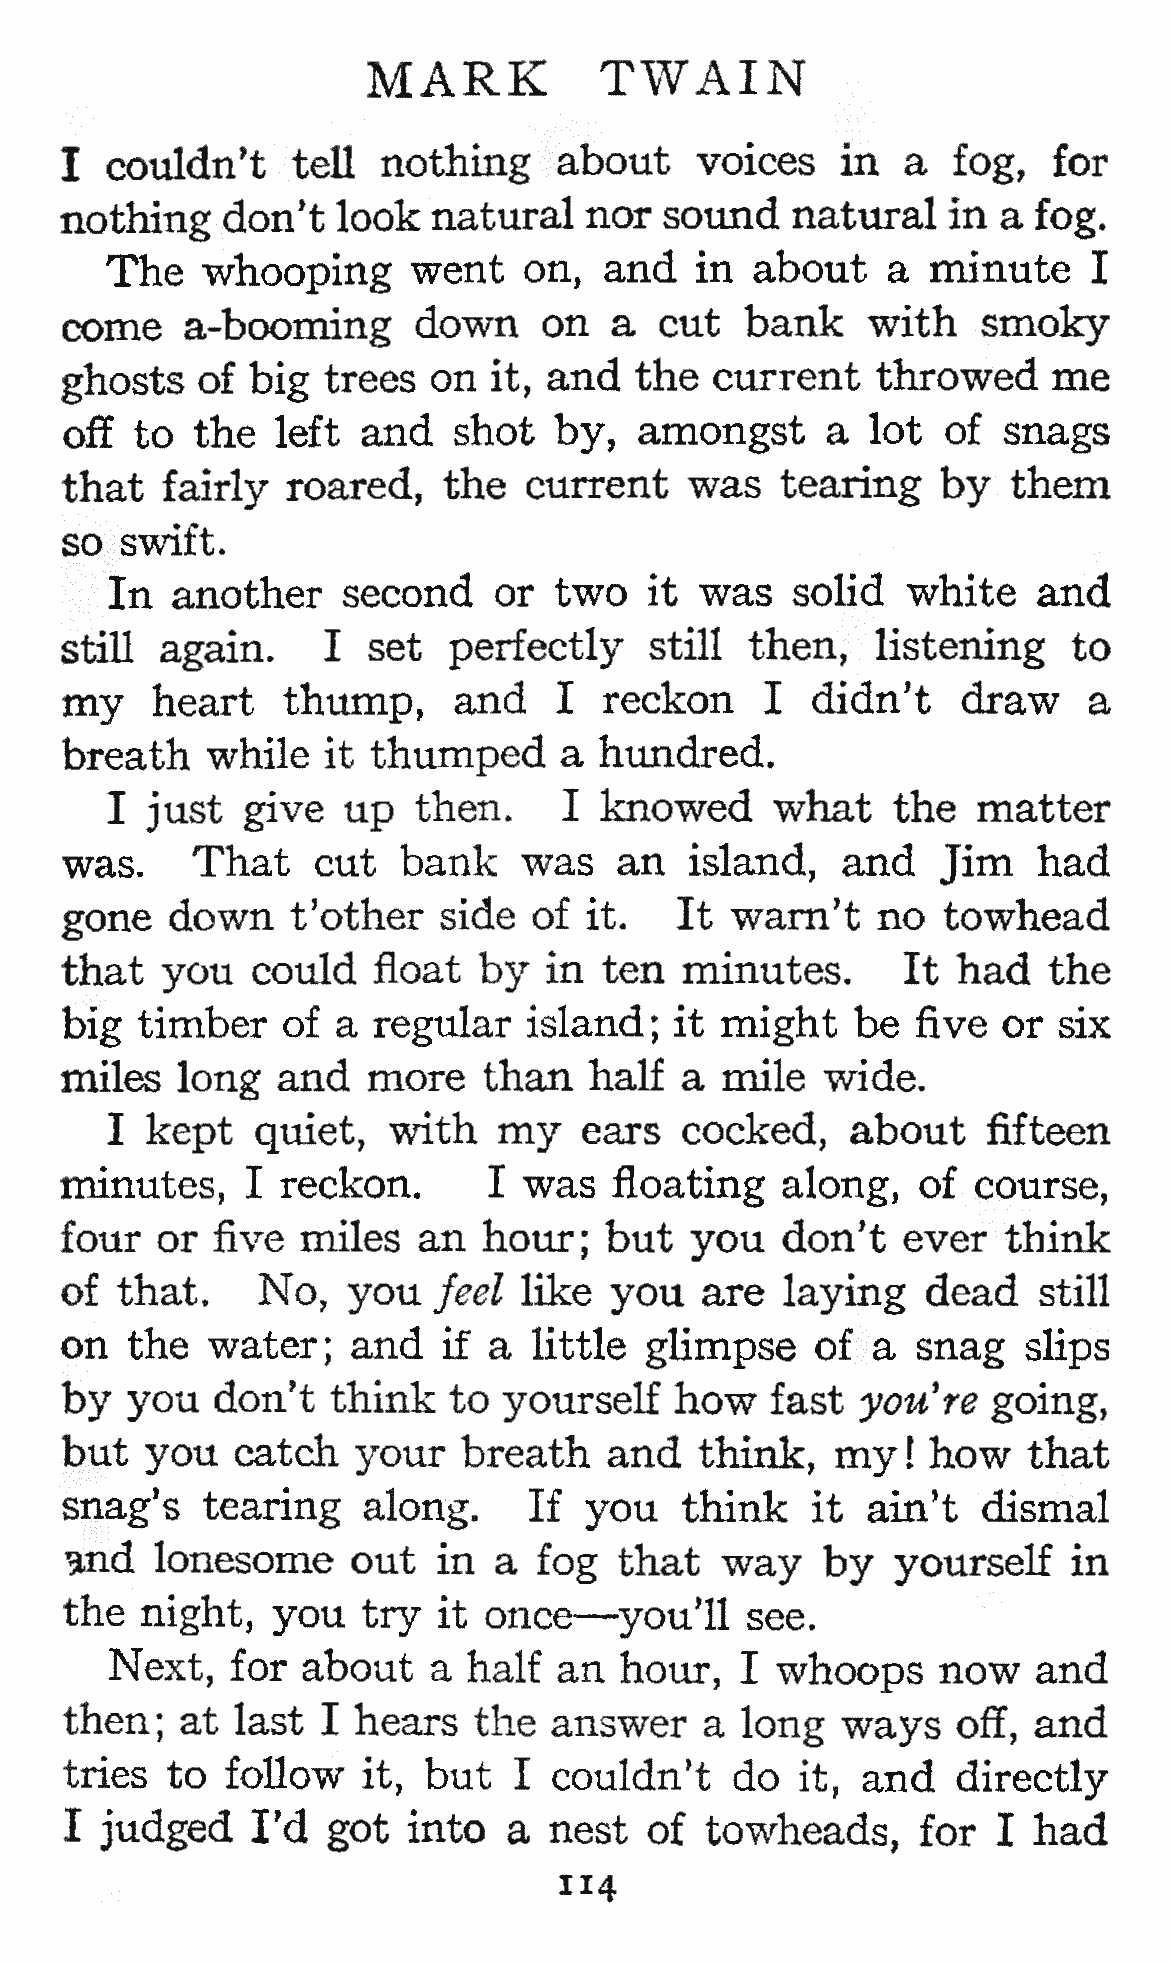 MARK TWAIN
I couldn't tell nothing about voices in a fog, for
nothing don't look natural nor sound natural in a fog.
The whooping went on, and in about a minute I
come a-booming down on a cut bank with smoky
ghosts of big trees on it, and the current throwed me
off to the left and shot by, amongst a lot of snags
that fairly roared, the current was tearing by them
so swift.
In another second or two it was solid white and
still again. I set perfectly still then, listening to
my heart thump, and I reckon I didn't draw a
breath while it thumped a hundred.
I just give up then. I knowed what the matter
was. That cut bank was an island, and Jim had
gone down t'other side of it. It warn't no towhead
that you could float by in ten minutes. It had the
big timber of a regular island; it might be five or six
miles long and more than half a mile wide.
I kept quiet, with my ears cocked, about fifteen
minutes, I reckon. I was floating along, of course,
four or five miles an hour; but you don't ever think
of that. No, you feel like you are laying dead still
on the water; and if a little glimpse of a snag slips
by you don't think to yourself how fast you're going,
but you catch your breath and think, my! how that
snag's tearing along. If you think it ain't dismal
and lonesome out in a fog that way by yourself in
the night, you try it once—you'll see.
Next, for about a half an hour, I whoops now and
then; at last I hears the answer a long ways off, and
tries to follow it, but I couldn't do it, and directly
I judged I'd got into a nest of towheads, for I had
114